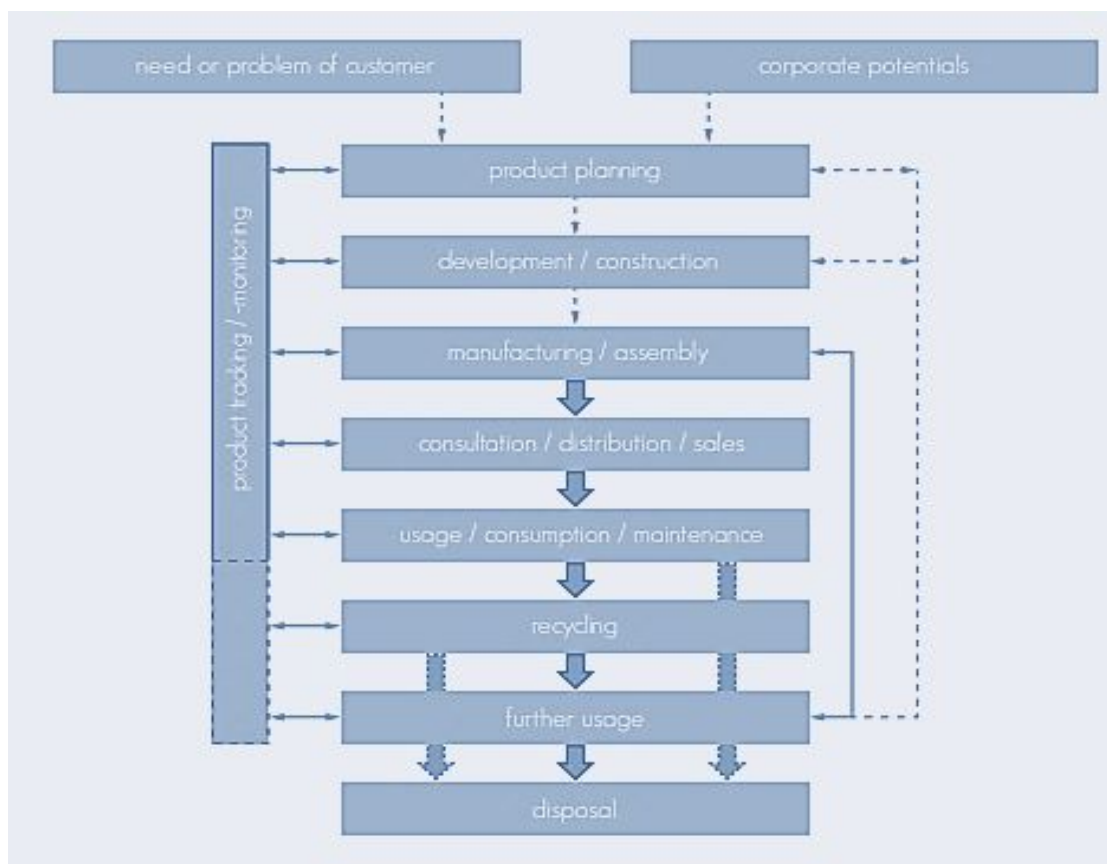 need or problem of customer
corporate potentials
product tracking / -monitoring
product planning
development / construction
manufacturing / assembly
consultation / distribution / sales
usage / consumption / maintenance
recycling
further usage
disposal